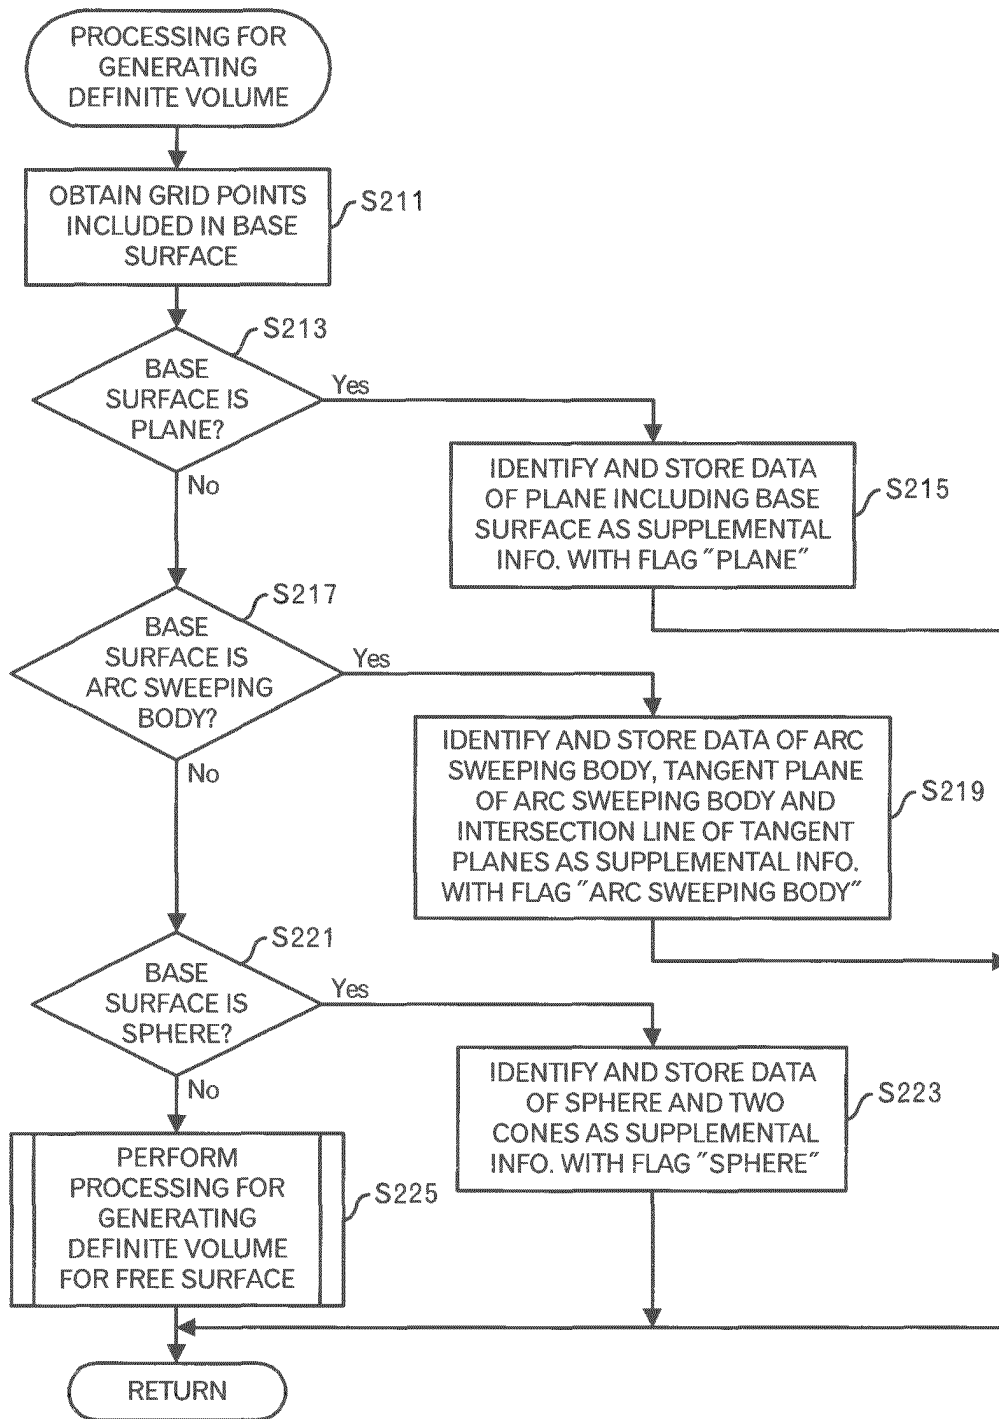 PROCESSING FOR
GENERATING
DEFINITE VOLUME
OBTAIN GRID POINTS
INCLUDED IN BASE
SURFACE
S211
S213
BASE
SURFACE IS
PLANE?
Yes
No
IDENTIFY AND STORE DATA
OF PLANE INCLUDING BASE
SURFACE AS SUPPLEMENTAL
INFO. WITH FLAG ″PLANE″
S215
S217
BASE
SURFACE IS
ARC SWEEPING
BODY?
Yes
No
IDENTIFY AND STORE DATA OF ARC
SWEEPING BODY, TANGENT PLANE
OF ARC SWEEPING BODY AND
INTERSECTION LINE OF TANGENT
PLANES AS SUPPLEMENTAL INFO.
WITH FLAG ″ARC SWEEPING BODY″
S219
S221
BASE
SURFACE IS
SPHERE?
Yes
No
IDENTIFY AND STORE DATA
OF SPHERE AND TWO
CONES AS SUPPLEMENTAL
INFO. WITH FLAG ″SPHERE″
S223
PERFORM
PROCESSING FOR
GENERATING
DEFINITE VOLUME
FOR FREE SURFACE
S225
RETURN